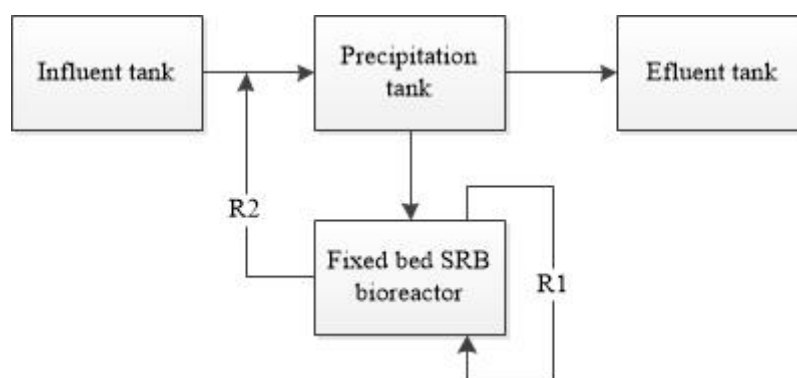 Influent tank
Precipitation
tank
Efluent tank
R2
Fixed bed SRB
bioreactor
R1